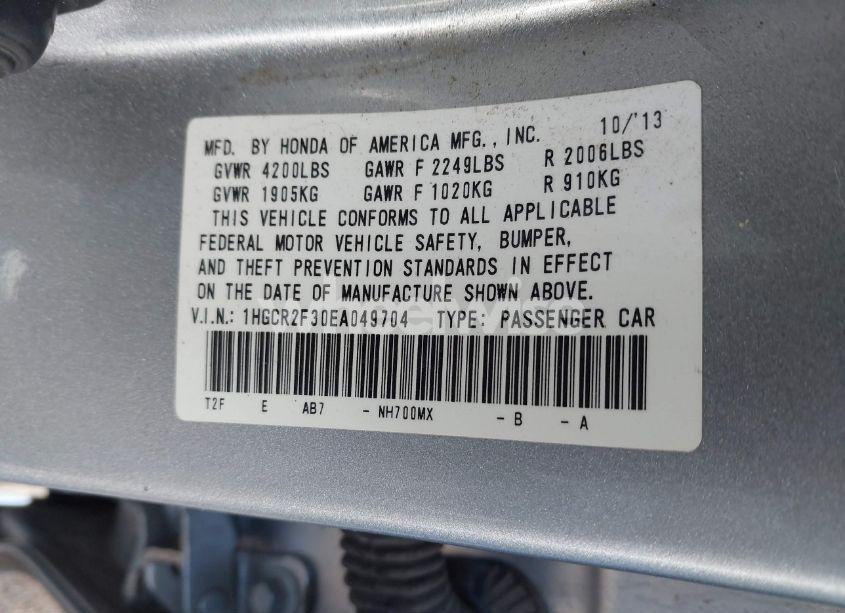 MFD. BY HONDA OF AMERICA MFG., INC. 10/'13
GVWR 4200LBS GAWR F 2249LBS R 2006LBS
GVWR 1905KG GAWR F 1020KG R 910KG
THIS VEHICLE CONFORMS TO ALL APPLICABLE
FEDERAL MOTOR VEHICLE SAFETY, BUMPER,
AND THEFT PREVENTION STANDARDS IN EFFECT
ON THE DATE OF MANUFACTURE SHOWN ABOVE.
V.I.N.: 1HGCR2F30EA049704 TYPE: PASSENGER CAR
T2F E AB7 - NH700MX - B - A